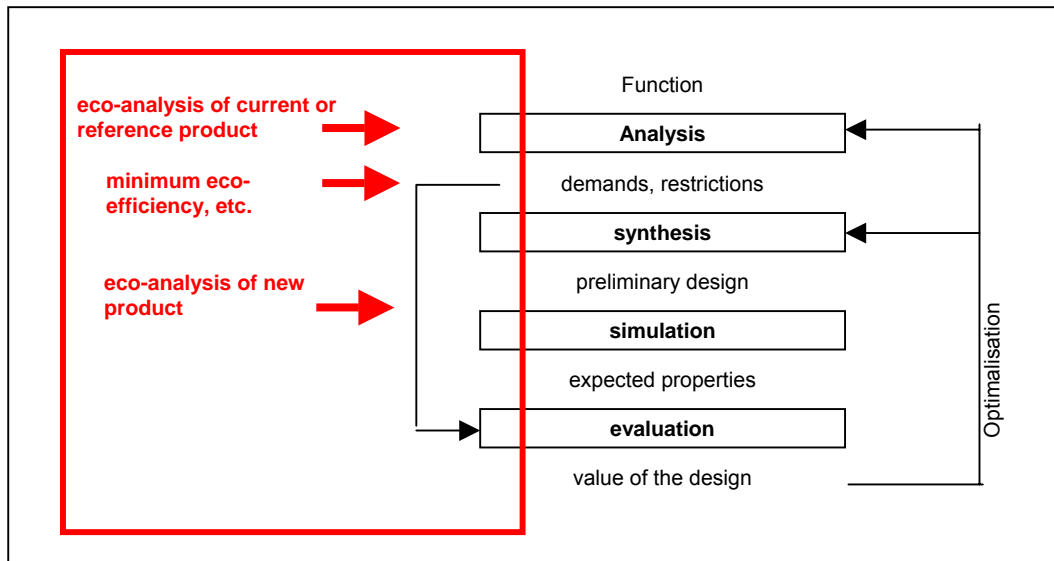 Function
eco-analysis of current or
reference product
Analysis
minimum eco-
efficiency, etc.
demands, restrictions
synthesis
eco-analysis of new
product
preliminary design
simulation
expected properties
evaluation
value of the design
Optimalisation